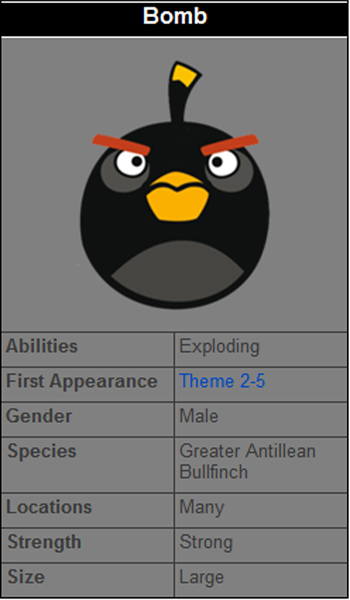 Bomb
Abilities Exploding
First Appearance Theme 2-5
Gender Male
Species Greater Antillean
Bullfinch
Locations Many
Strength Strong
Size Large